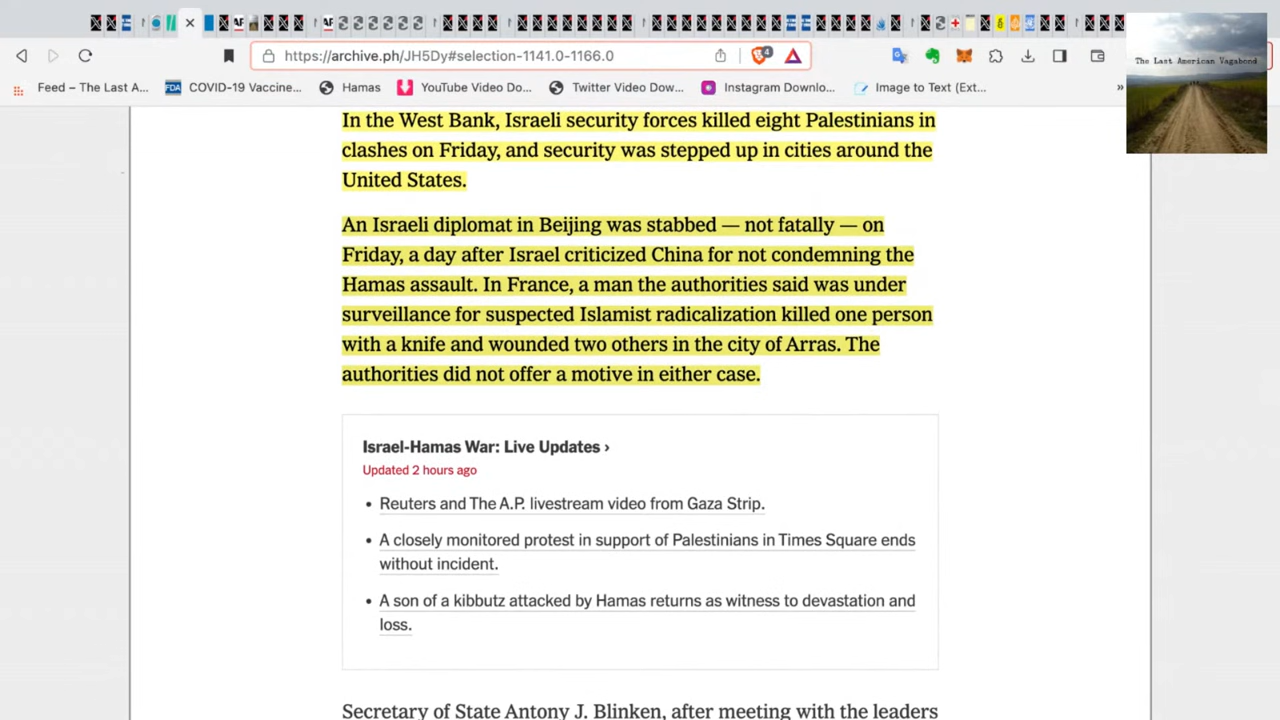 https://archive.ph/JH5Dy#selection-1141.0-1166.0
4
Feed – The Last A...
FDA
COVID-19 Vaccine...
Hamas
YouTube Video Do...
Twitter Video Dow...
Instagram Downlo...
Image to Text (Ext...
»
The Last American Vagabond
In the West Bank, Israeli security forces killed eight Palestinians in
clashes on Friday, and security was stepped up in cities around the
United States.
An Israeli diplomat in Beijing was stabbed — not fatally — on
Friday, a day after Israel criticized China for not condemning the
Hamas assault. In France, a man the authorities said was under
surveillance for suspected Islamist radicalization killed one person
with a knife and wounded two others in the city of Arras. The
authorities did not offer a motive in either case.
Israel-Hamas War: Live Updates ›
Updated 2 hours ago
• Reuters and The A.P. livestream video from Gaza Strip.
• A closely monitored protest in support of Palestinians in Times Square ends
without incident.
• A son of a kibbutz attacked by Hamas returns as witness to devastation and
loss.
Secretary of State Antony J. Blinken, after meeting with the leaders